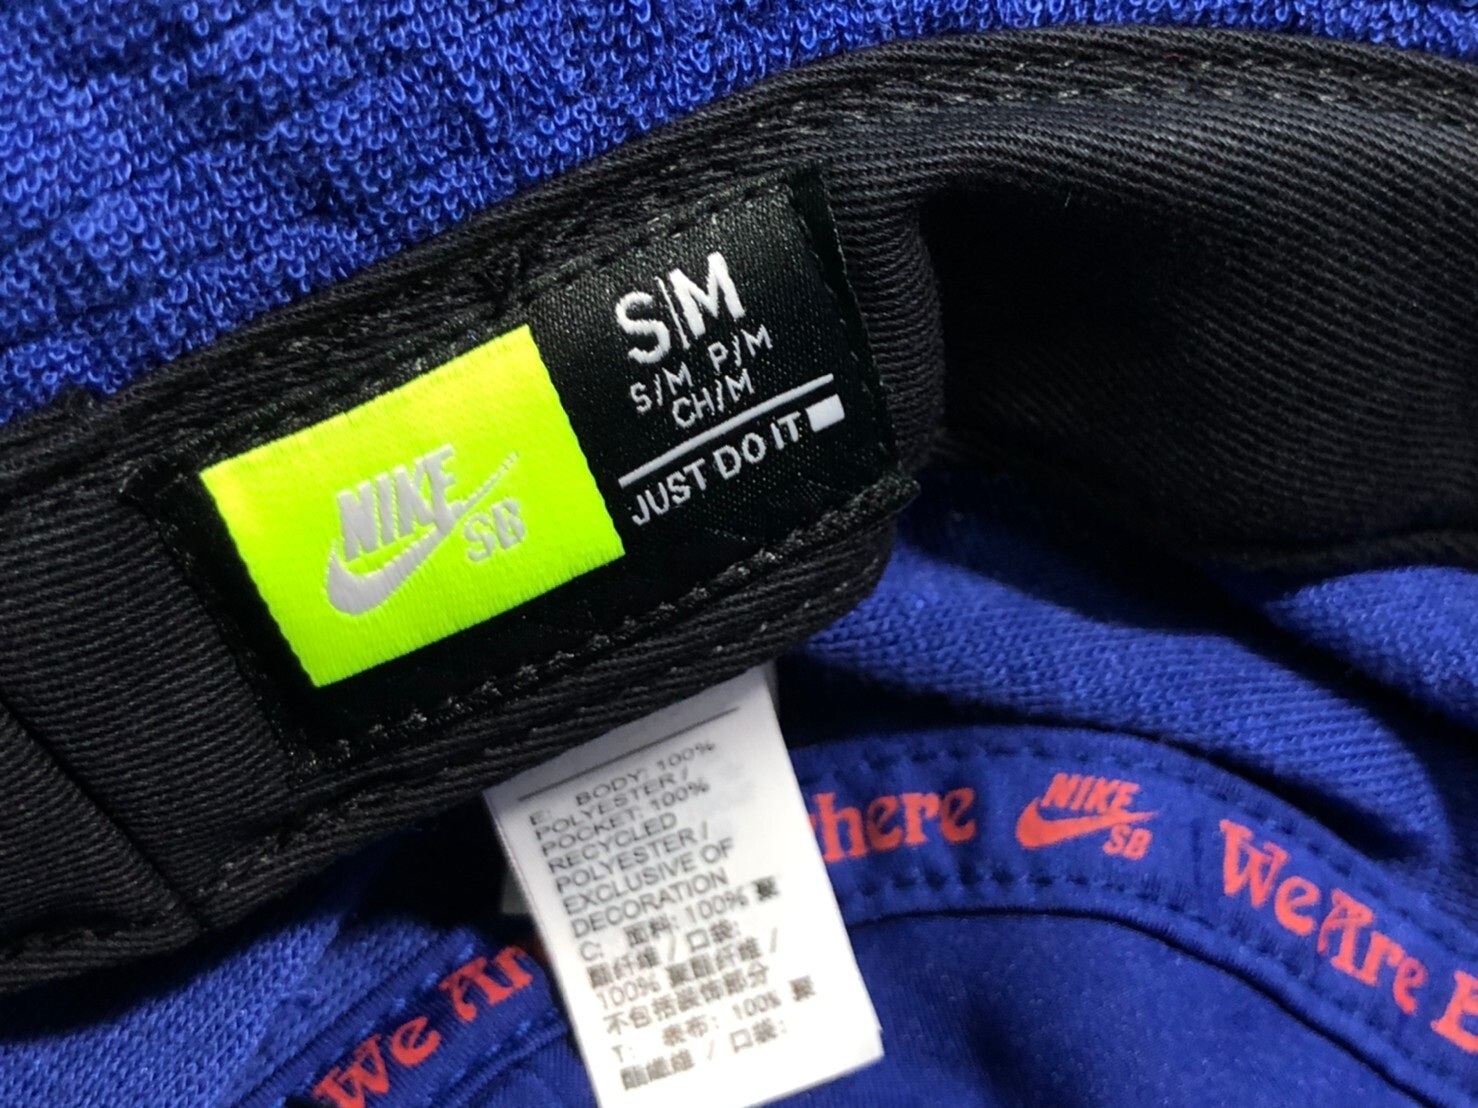 S|M
S/M P/M
CH/M
JUST DO IT
NIKE
SB
E: BODY: 100%
POLYESTER /
POCKET: 100%
RECYCLED
POLYESTER /
EXCLUSIVE OF
DECORATION
C: 面料: 100% 聚
酯纤维 / 口袋:
100% 聚酯纤维 /
不包括装饰部分
T: 表布: 100% 聚
酯纖維 / 口袋:
here NIKE SB We Are E
We Ar